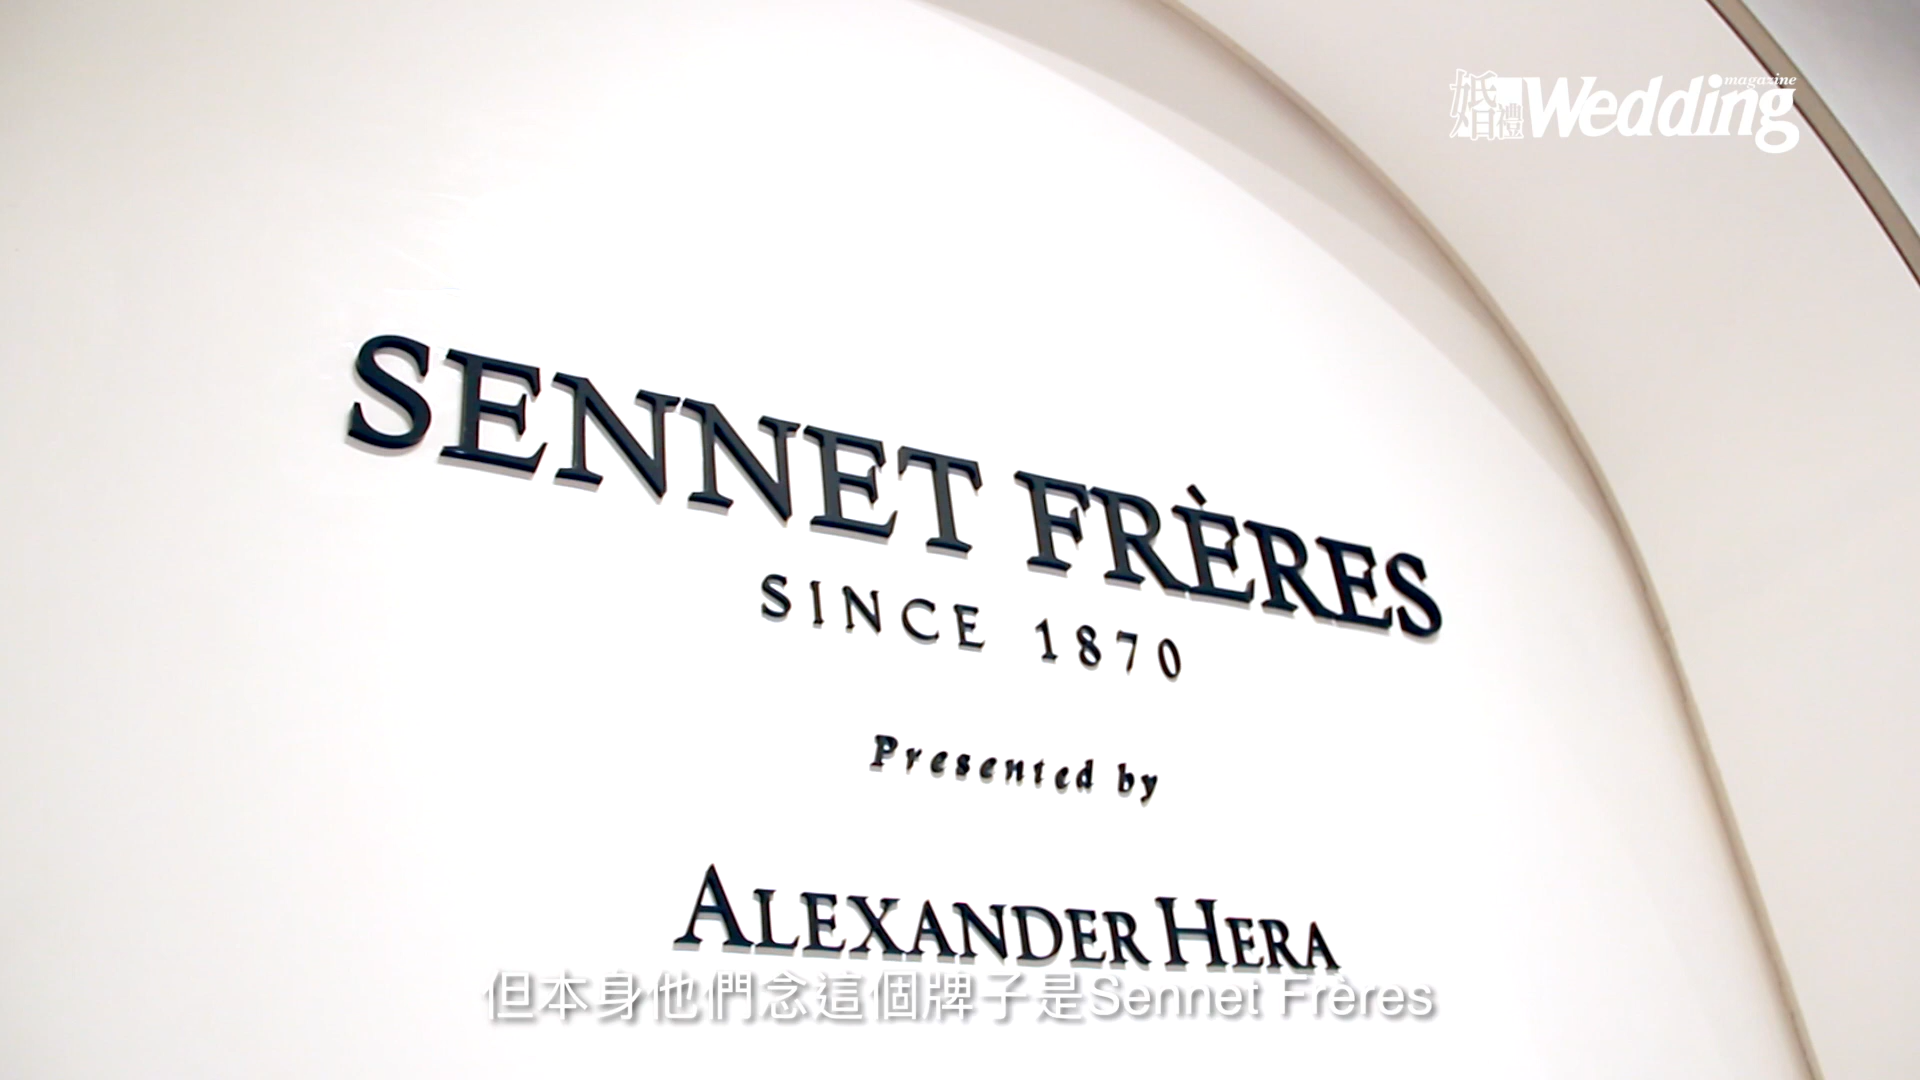 婚禮 Wedding magazine
SENNET FRÈRES
SINCE 1870
Presented by
ALEXANDER HERA
但本身他們念這個牌子是Sennet Frères